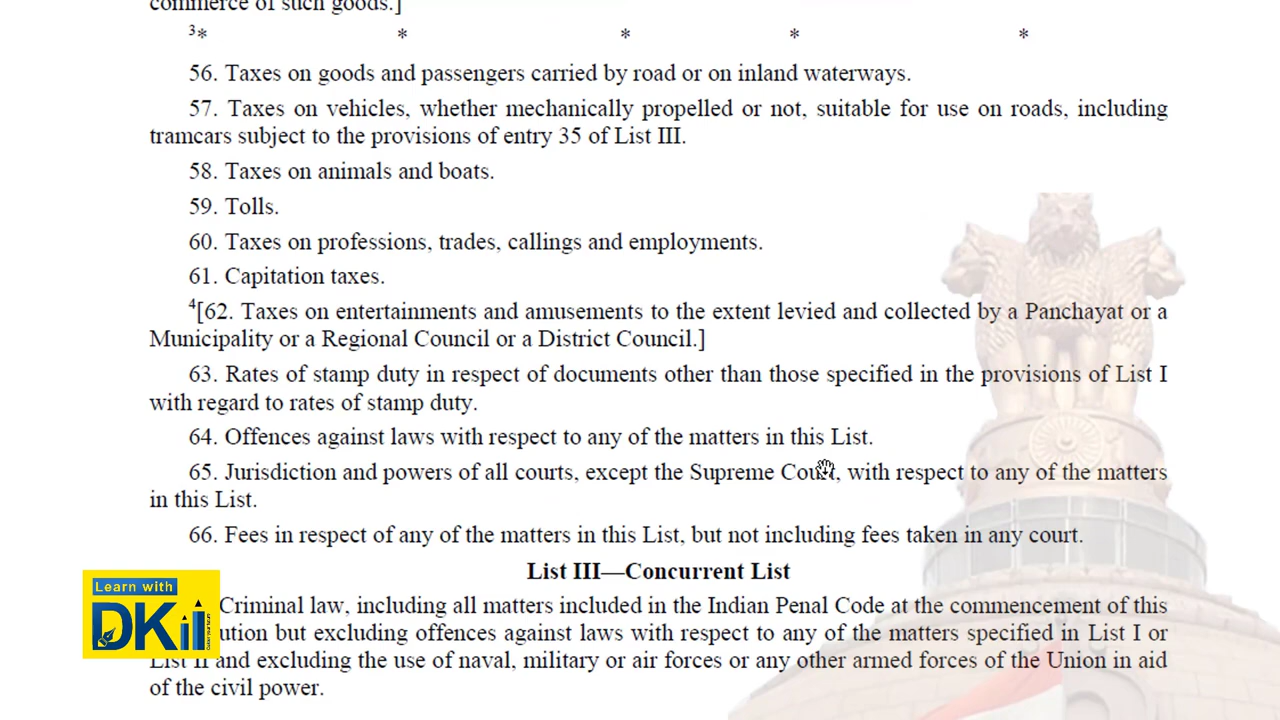 commerce of such goods.]
3* * * * *
56. Taxes on goods and passengers carried by road or on inland waterways.
57. Taxes on vehicles, whether mechanically propelled or not, suitable for use on roads, including
tramcars subject to the provisions of entry 35 of List III.
58. Taxes on animals and boats.
59. Tolls.
60. Taxes on professions, trades, callings and employments.
61. Capitation taxes.
4[62. Taxes on entertainments and amusements to the extent levied and collected by a Panchayat or a
Municipality or a Regional Council or a District Council.]
63. Rates of stamp duty in respect of documents other than those specified in the provisions of List I
with regard to rates of stamp duty.
64. Offences against laws with respect to any of the matters in this List.
65. Jurisdiction and powers of all courts, except the Supreme Court, with respect to any of the matters
in this List.
66. Fees in respect of any of the matters in this List, but not including fees taken in any court.
List III—Concurrent List
Criminal law, including all matters included in the Indian Penal Code at the commencement of this
ution but excluding offences against laws with respect to any of the matters specified in List I or
List II and excluding the use of naval, military or air forces or any other armed forces of the Union in aid
of the civil power.
Learn with
DK